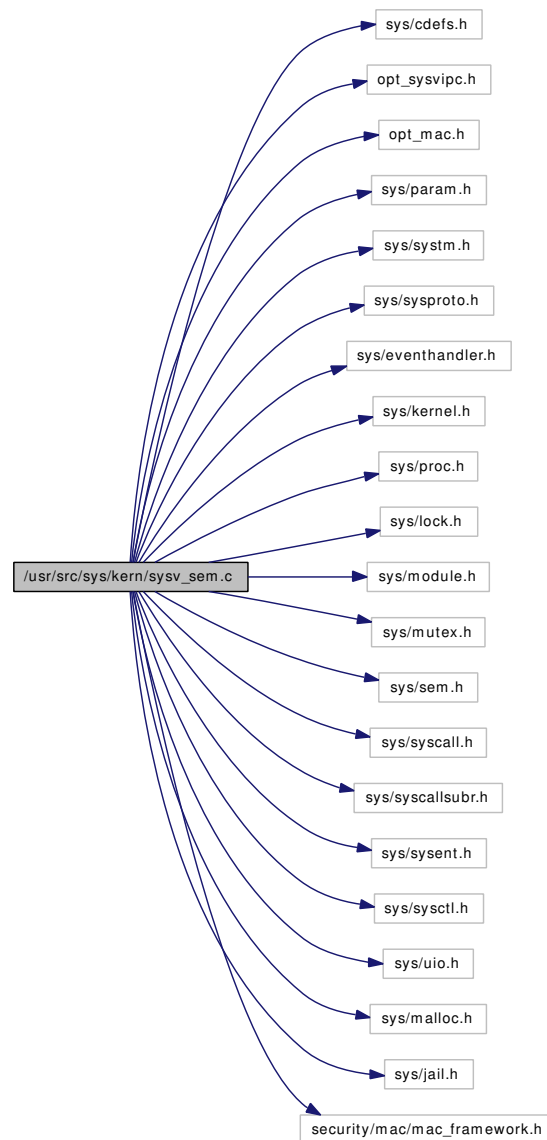 sys/cdefs.h
opt_sysvipc.h
opt_mac.h
sys/param.h
sys/systm.h
sys/sysproto.h
sys/eventhandler.h
sys/kernel.h
sys/proc.h
sys/lock.h
/usr/src/sys/kern/sysv_sem.c
sys/module.h
sys/mutex.h
sys/sem.h
sys/syscall.h
sys/syscallsubr.h
sys/sysent.h
sys/sysctl.h
sys/uio.h
sys/malloc.h
sys/jail.h
security/mac/mac_framework.h